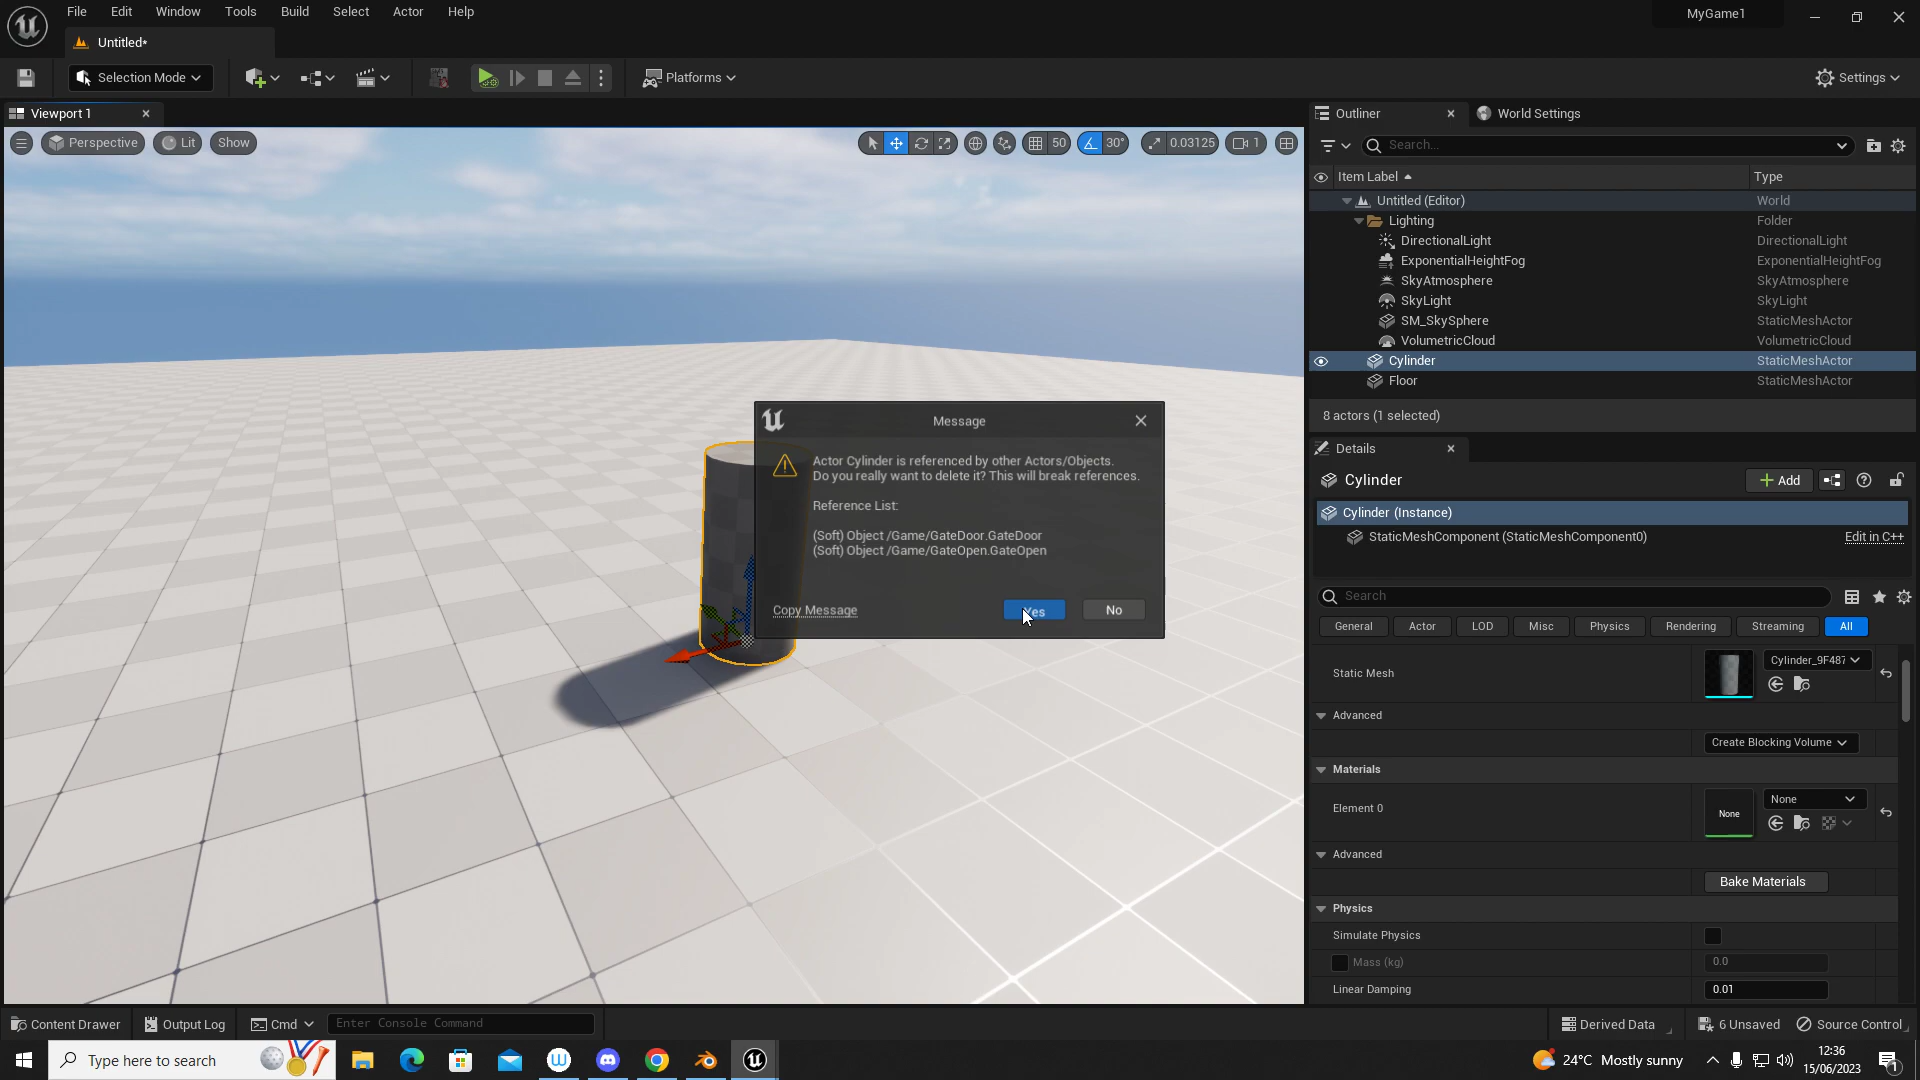 File Edit Window Tools Build Select Actor Help
MyGame1
Untitled*
Selection Mode
Platforms
Settings
Viewport 1
Perspective Lit Show
50 30° 0.03125 1
Outliner World Settings
Search...
Item Label Type
Untitled (Editor) World
Lighting Folder
DirectionalLight DirectionalLight
ExponentialHeightFog ExponentialHeightFog
SkyAtmosphere SkyAtmosphere
SkyLight SkyLight
SM_SkySphere StaticMeshActor
VolumetricCloud VolumetricCloud
Cylinder StaticMeshActor
Floor StaticMeshActor
8 actors (1 selected)
Message
Actor Cylinder is referenced by other Actors/Objects.
Do you really want to delete it? This will break references.
Reference List:
(Soft) Object /Game/GateDoor.GateDoor
(Soft) Object /Game/GateOpen.GateOpen
Copy Message Yes No
Details
Cylinder
Add
Cylinder (Instance)
StaticMeshComponent (StaticMeshComponent0) Edit in C++
Search
General Actor LOD Misc Physics Rendering Streaming All
Static Mesh Cylinder_9F487
Advanced
Create Blocking Volume
Materials
Element 0 None None
Advanced
Bake Materials
Physics
Simulate Physics
Mass (kg) 0.0
Linear Damping 0.01
Content Drawer Output Log Cmd Enter Console Command
Derived Data 6 Unsaved Source Control
Type here to search
24°C Mostly sunny
12:36
15/06/2023
1